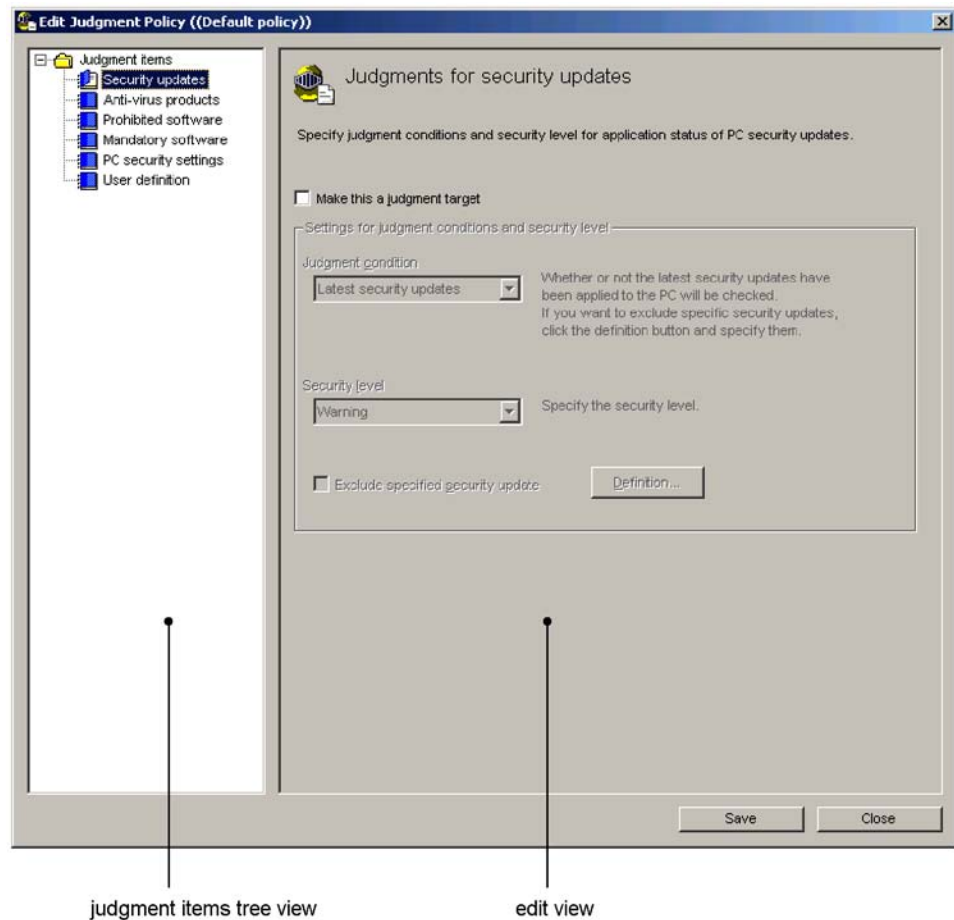 Edit Judgment Policy ((Default policy))
Judgment items
Security updates
Anti-virus products
Prohibited software
Mandatory software
PC security settings
User definition
Judgments for security updates
Specify judgment conditions and security level for application status of PC security updates.
Make this a judgment target
Settings for judgment conditions and security level
Judgment condition
Latest security updates
Whether or not the latest security updates have
been applied to the PC will be checked.
If you want to exclude specific security updates,
click the definition button and specify them.
Security level
Warning
Specify the security level.
Exclude specified security update
Definition...
Save
Close
judgment items tree view
edit view